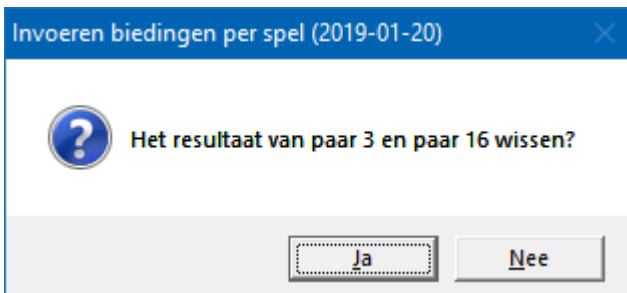 Invoeren biedingen per spel (2019-01-20)
Het resultaat van paar 3 en paar 16 wissen?
Ja Nee